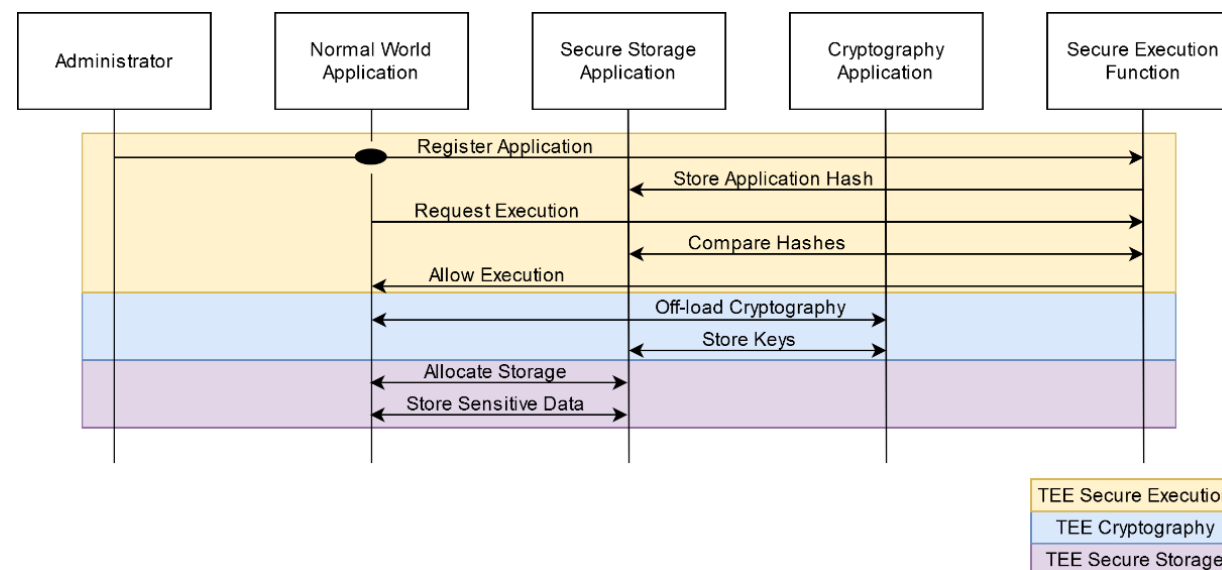 Administrator
Normal World
Application
Secure Storage
Application
Cryptography
Application
Secure Execution
Function
Register Application
Store Application Hash
Request Execution
Compare Hashes
Allow Execution
Off-load Cryptography
Store Keys
Allocate Storage
Store Sensitive Data
TEE Secure Executio
TEE Cryptography
TEE Secure Storage